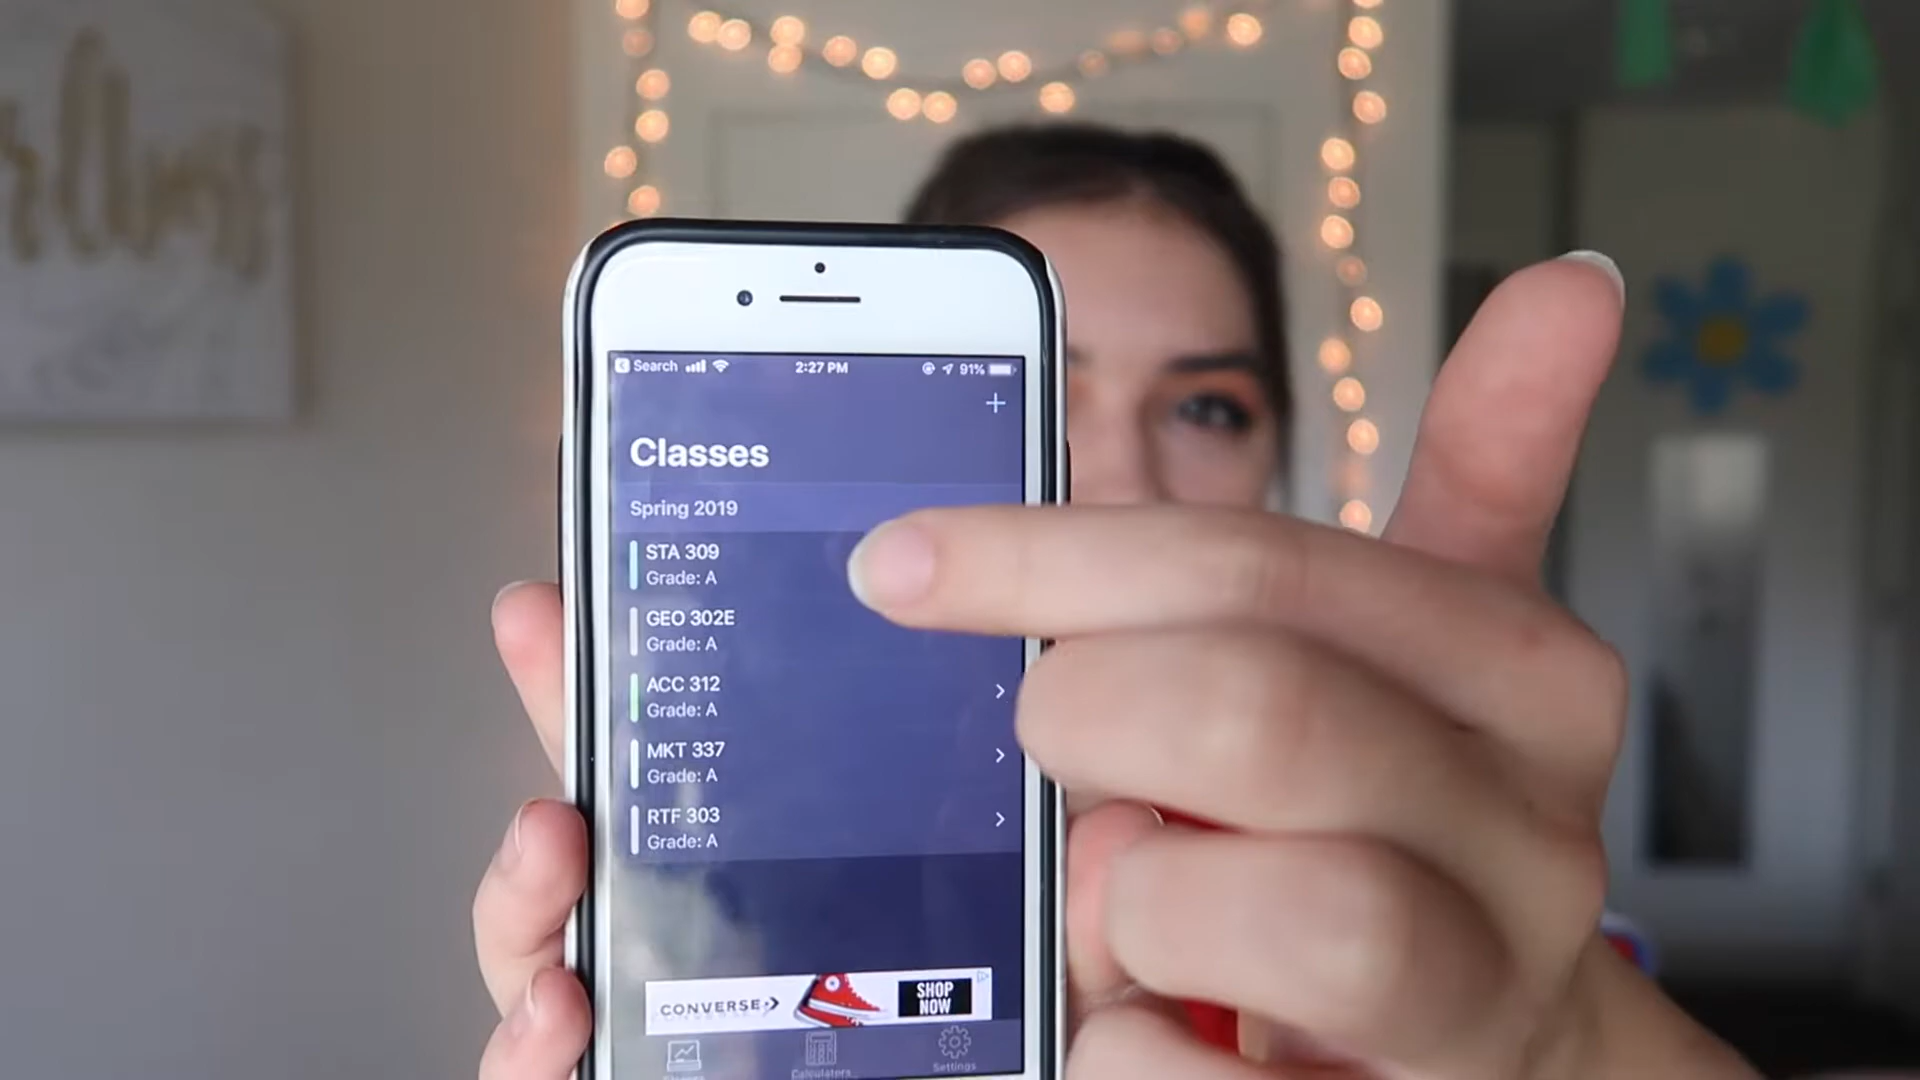 Search 2:27 PM 91%
+
Classes
Spring 2019
STA 309
Grade: A
GEO 302E
Grade: A
ACC 312
Grade: A
MKT 337
Grade: A
RTF 303
Grade: A
CONVERSE
SHOP
NOW
Calculators
Settings